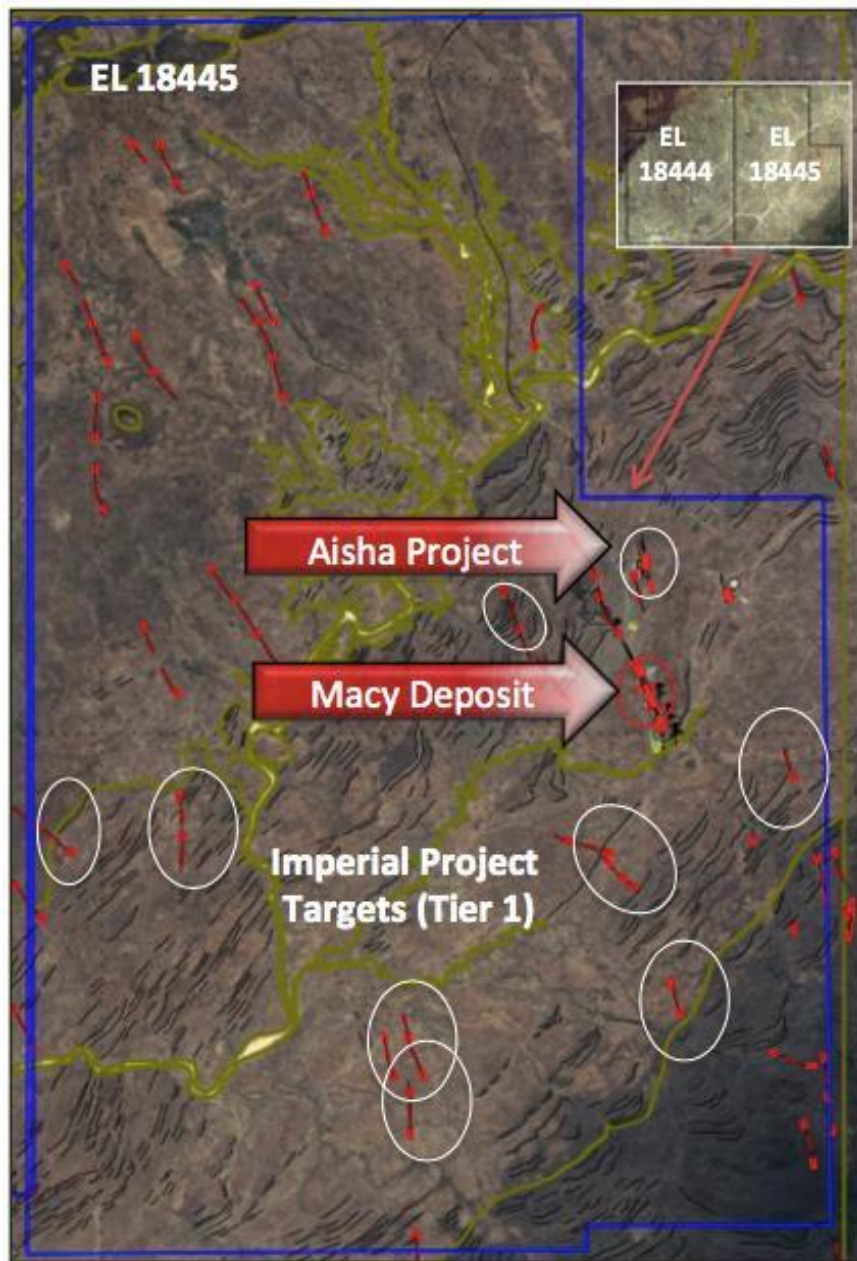 EL 18445
EL
18444
EL
18445
Aisha Project
Macy Deposit
Imperial Project
Targets (Tier 1)